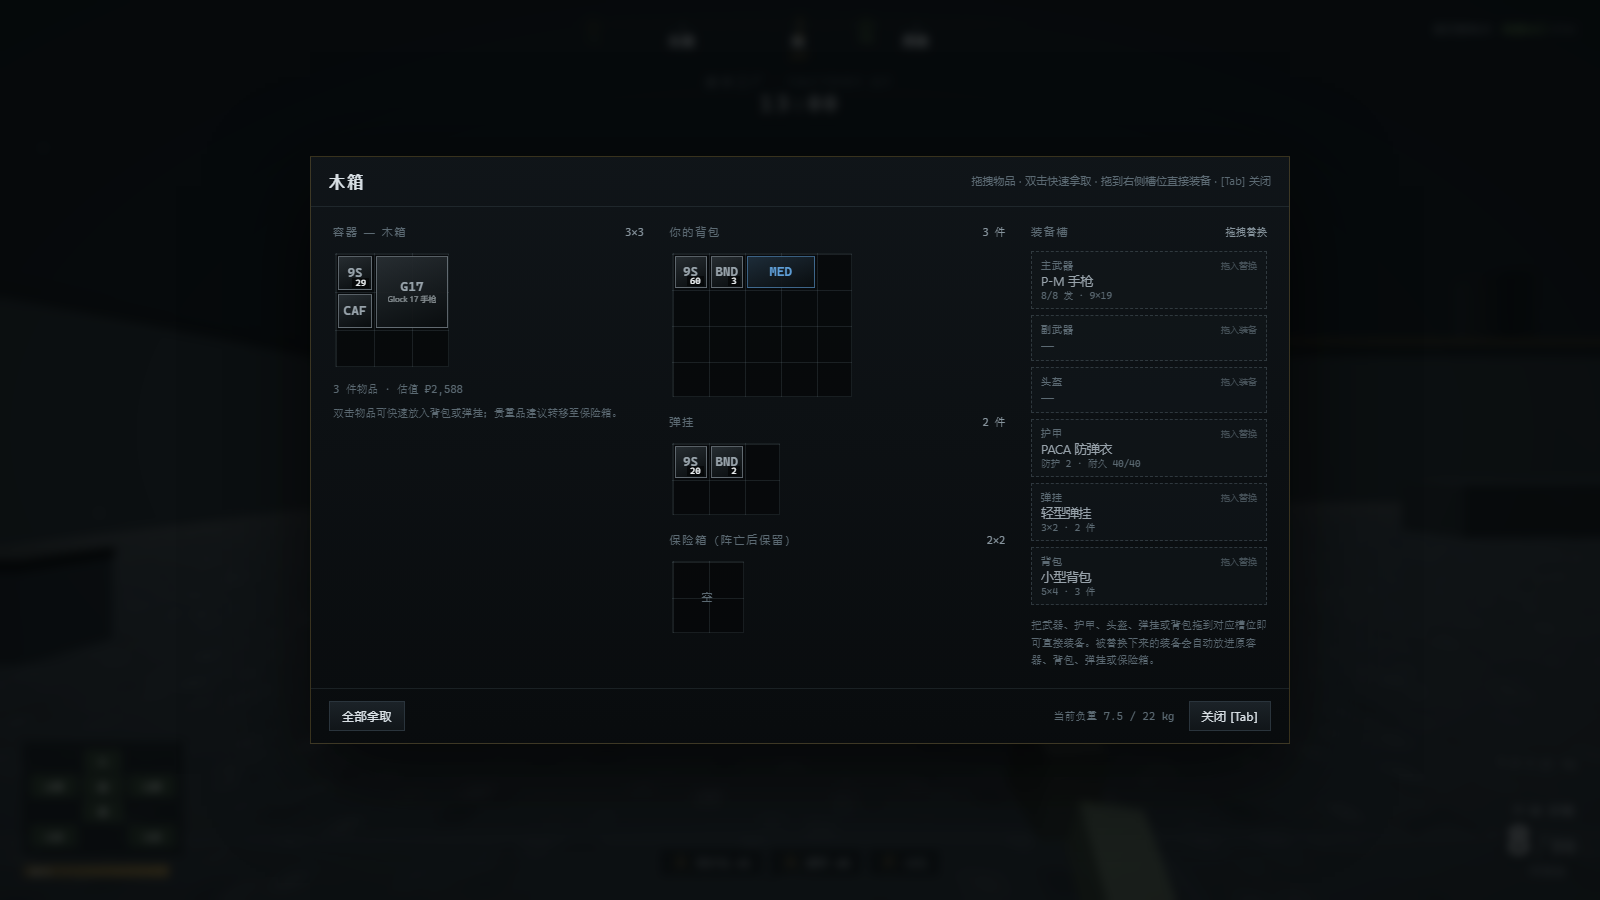 13:00
木箱
拖拽物品 · 双击快速拿取 · 拖到右侧槽位直接装备 · [Tab] 关闭
容器 — 木箱
3×3
9S
29
G17
Glock 17 手枪
CAF
3 件物品 · 估值 ₽2,588
双击物品可快速放入背包或弹挂; 贵重品建议转移至保险箱。
你的背包
3 件
9S
60
BND
3
MED
弹挂
2 件
9S
20
BND
2
保险箱 (阵亡后保留)
2×2
空
装备槽
拖拽替换
主武器
拖入替换
P-M 手枪
8/8 发 · 9×19
副武器
拖入装备
—
头盔
拖入装备
—
护甲
拖入替换
PACA 防弹衣
防护 2 · 耐久 40/40
弹挂
拖入替换
轻型弹挂
3×2 · 2 件
背包
拖入替换
小型背包
5×4 · 3 件
把武器、护甲、头盔、弹挂或背包拖到对应槽位即
可直接装备。被替换下来的装备会自动放进原容
器、背包、弹挂或保险箱。
全部拿取
当前负重 7.5 / 22 kg
关闭 [Tab]